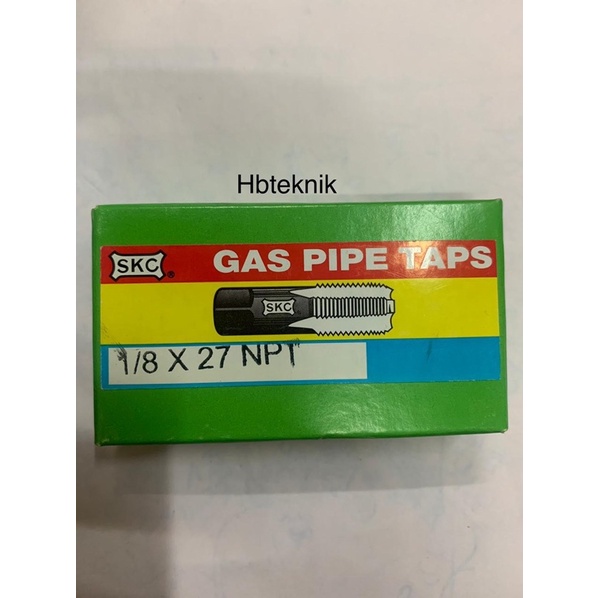 Hbteknik
SKC ® GAS PIPE TAPS
SKC
1/8 X 27 NPT